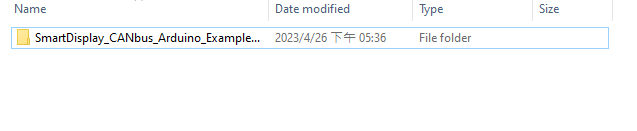 Name Date modified Type Size
SmartDisplay_CANbus_Arduino_Example... 2023/4/26 下午 05:36 File folder